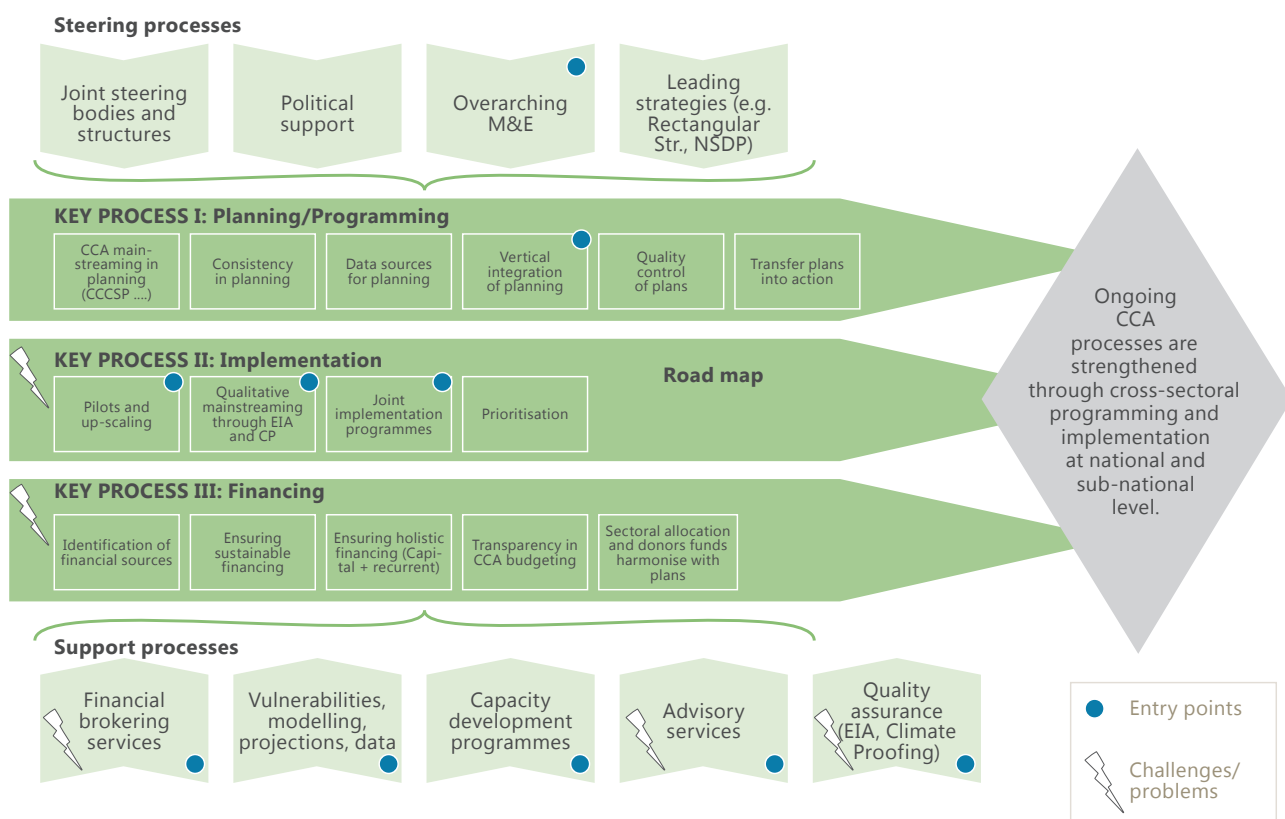 Steering processes
Joint steering
bodies and
structures
Political
support
Overarching
M&E
Leading
strategies (e.g.
Rectangular
Str., NSDP)
KEY PROCESS I: Planning/Programming
CCA main-
streaming in
planning
(CCCSP ....)
Consistency
in planning
Data sources
for planning
Vertical
integration
of planning
Quality
control
of plans
Transfer plans
into action
KEY PROCESS II: Implementation
Road map
Pilots and
up-scaling
Qualitative
mainstreaming
through EIA
and CP
Joint
implementation
programmes
Prioritisation
KEY PROCESS III: Financing
Identification of
financial sources
Ensuring
sustainable
financing
Ensuring holistic
financing (Capi-
tal + recurrent)
Transparency in
CCA budgeting
Sectoral allocation
and donors funds
harmonise with
plans
Ongoing
CCA
processes are
strengthened
through cross-sectoral
programming and
implementation
at national and
sub-national
level.
Support processes
Financial
brokering
services
Vulnerabilities,
modelling,
projections, data
Capacity
development
programmes
Advisory
services
Quality
assurance
(EIA, Climate
Proofing)
Entry points
Challenges/
problems